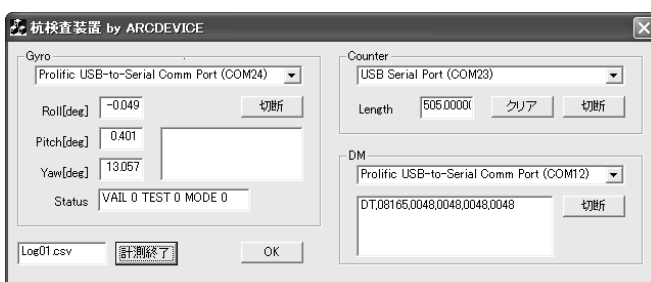 杭検査装置 by ARCDEVICE
Gyro
Prolific USB-to-Serial Comm Port (COM24)
Roll[deg] -0.049 切断
Pitch[deg] 0.401
Yaw[deg] 13.057
Status VAIL 0 TEST 0 MODE 0
Log01.csv 計測終了 OK
Counter
USB Serial Port (COM23)
Length 505.0000( クリア 切断
DM
Prolific USB-to-Serial Comm Port (COM12)
DT,08165,0048,0048,0048,0048 切断